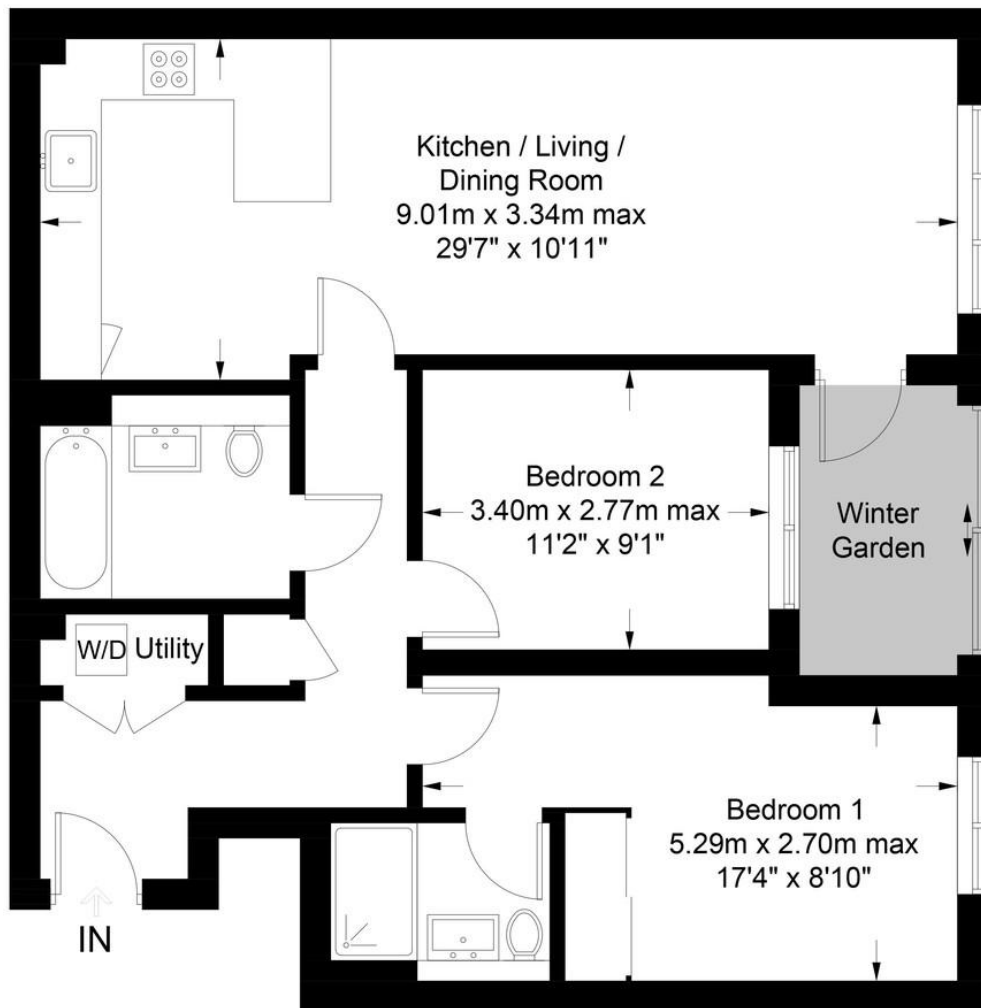 Kitchen / Living /
Dining Room
9.01m x 3.34m max
29'7" x 10'11"
Bedroom 2
3.40m x 2.77m max
11'2" x 9'1"
Winter
Garden
W/D Utility
Bedroom 1
5.29m x 2.70m max
17'4" x 8'10"
IN